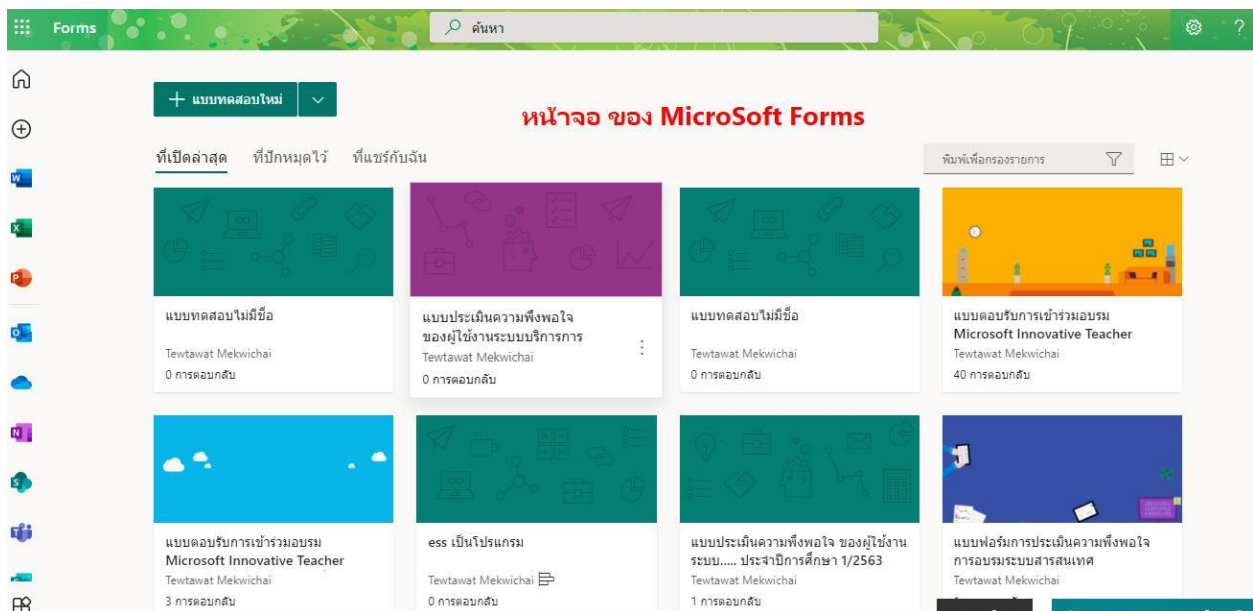 Forms
ค้นหา
?
+ แบบทดสอบใหม่
หน้าจอ ของ MicroSoft Forms
ที่เปิดล่าสุด ที่ปักหมุดไว้ ที่แชร์กับฉัน
พิมพ์เพื่อกรองรายการ
แบบทดสอบไม่มีชื่อ
Tewtawat Mekwichai
0 การตอบกลับ
แบบประเมินความพึงพอใจ
ของผู้ใช้งานระบบบริการการ
Tewtawat Mekwichai
0 การตอบกลับ
แบบทดสอบไม่มีชื่อ
Tewtawat Mekwichai
0 การตอบกลับ
แบบตอบรับการเข้าร่วมอบรม
Microsoft Innovative Teacher
Tewtawat Mekwichai
40 การตอบกลับ
แบบตอบรับการเข้าร่วมอบรม
Microsoft Innovative Teacher
Tewtawat Mekwichai
3 การตอบกลับ
ess เป็นโปรแกรม
Tewtawat Mekwichai
0 การตอบกลับ
แบบประเมินความพึงพอใจ ของผู้ใช้งาน
ระบบ..... ประจำปีการศึกษา 1/2563
Tewtawat Mekwichai
1 การตอบกลับ
แบบฟอร์มการประเมินความพึงพอใจ
การอบรมระบบสารสนเทศ
Tewtawat Mekwichai